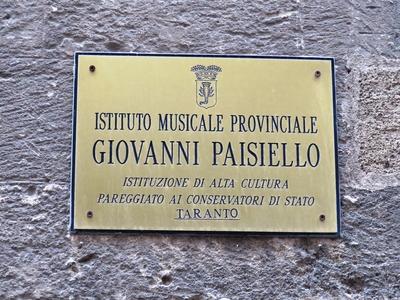 ISTITUTO MUSICALE PROVINCIALE
GIOVANNI PAISIELLO
ISTITUZIONE DI ALTA CULTURA
PAREGGIATO AI CONSERVATORI DI STATO
TARANTO